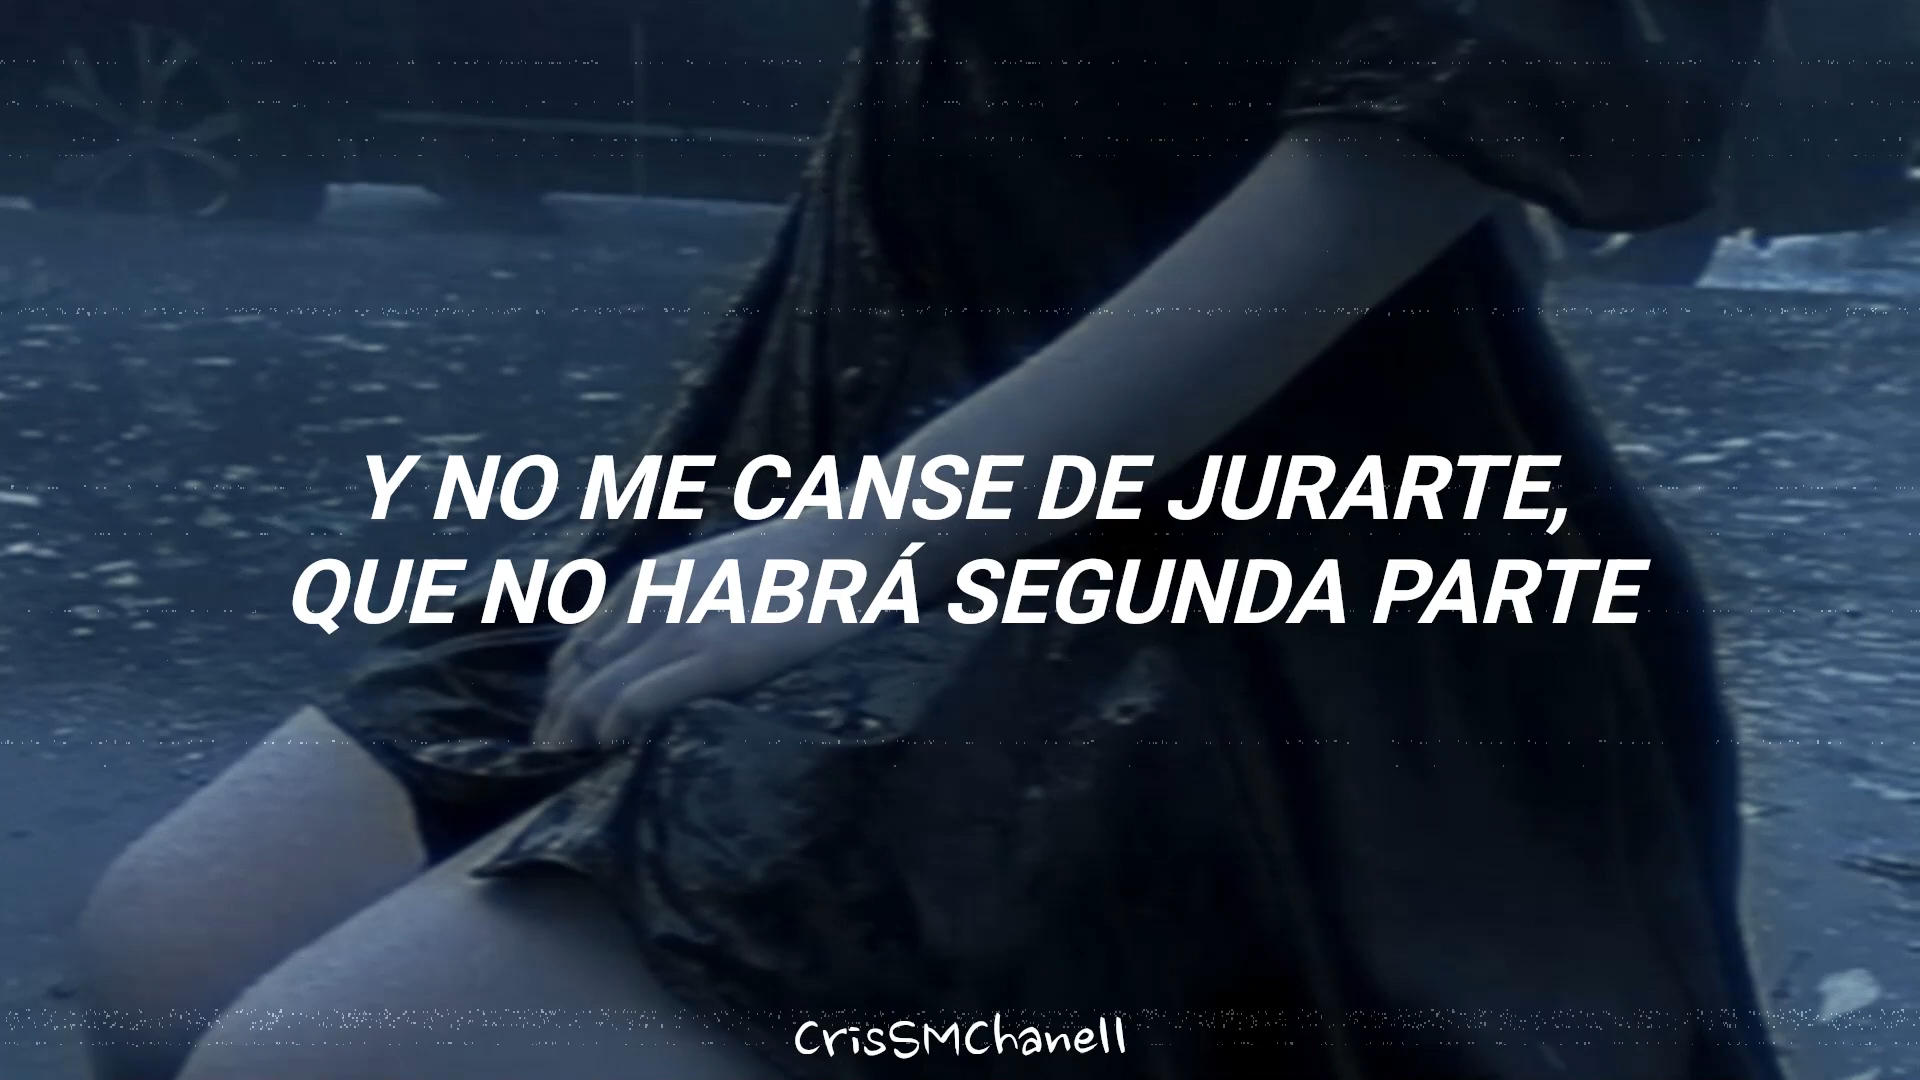 Y NO ME CANSE DE JURARTE,
QUE NO HABRÁ SEGUNDA PARTE
CrisSMChanell